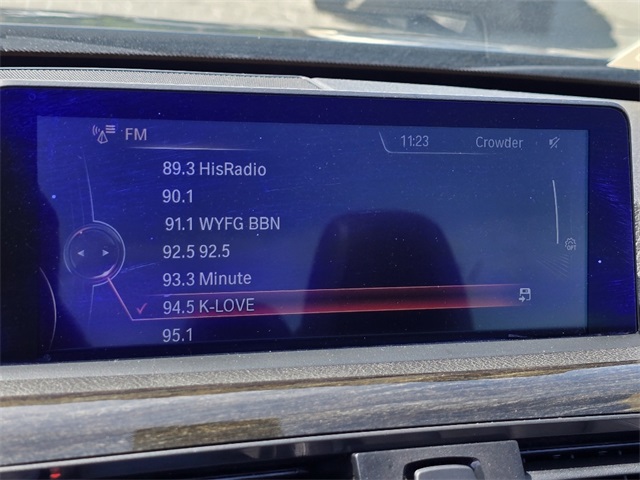 FM 11:23 Crowder
89.3 HisRadio
90.1
91.1 WYFG BBN
92.5 92.5
93.3 Minute
94.5 K-LOVE
95.1